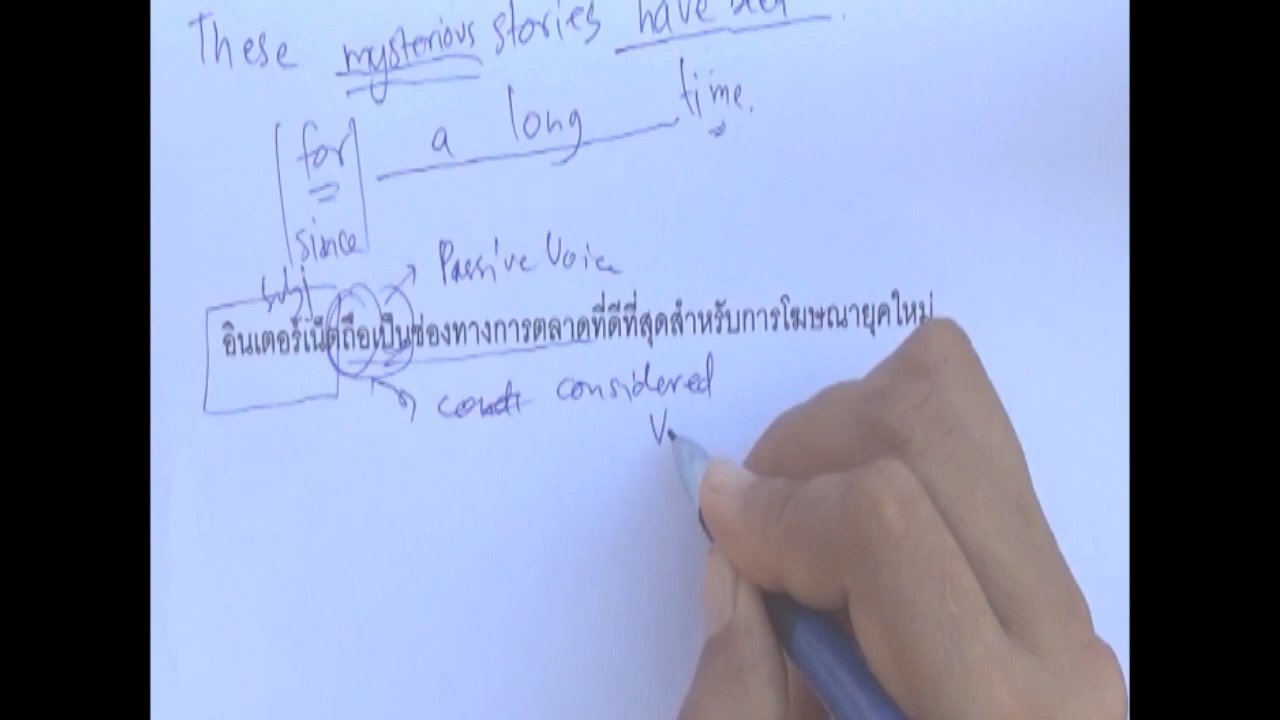 These mysterious stories have
for a long time.
since
Passive Voice
subj
อินเตอร์เน็ตถือเป็นช่องทางการตลาดที่ดีที่สุดสำหรับการโฆษณายุคใหม่
considered
V